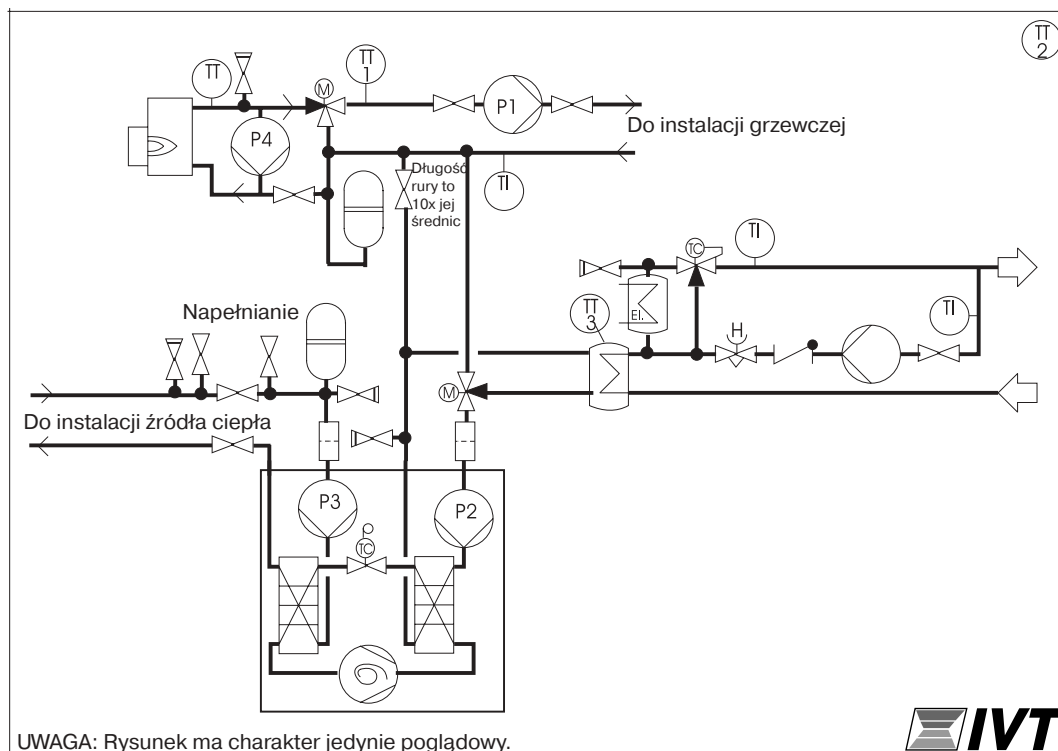 TT
2
TT
TT
1
M
P1
P4
Do instalacji grzewczej
Długość
rury to
10x jej
średnic
TI
TC
TI
El.
TT
3
H
TI
Napełnianie
M
Do instalacji źródła ciepła
P3
P2
TC
UWAGA: Rysunek ma charakter jedynie poglądowy.
IVT